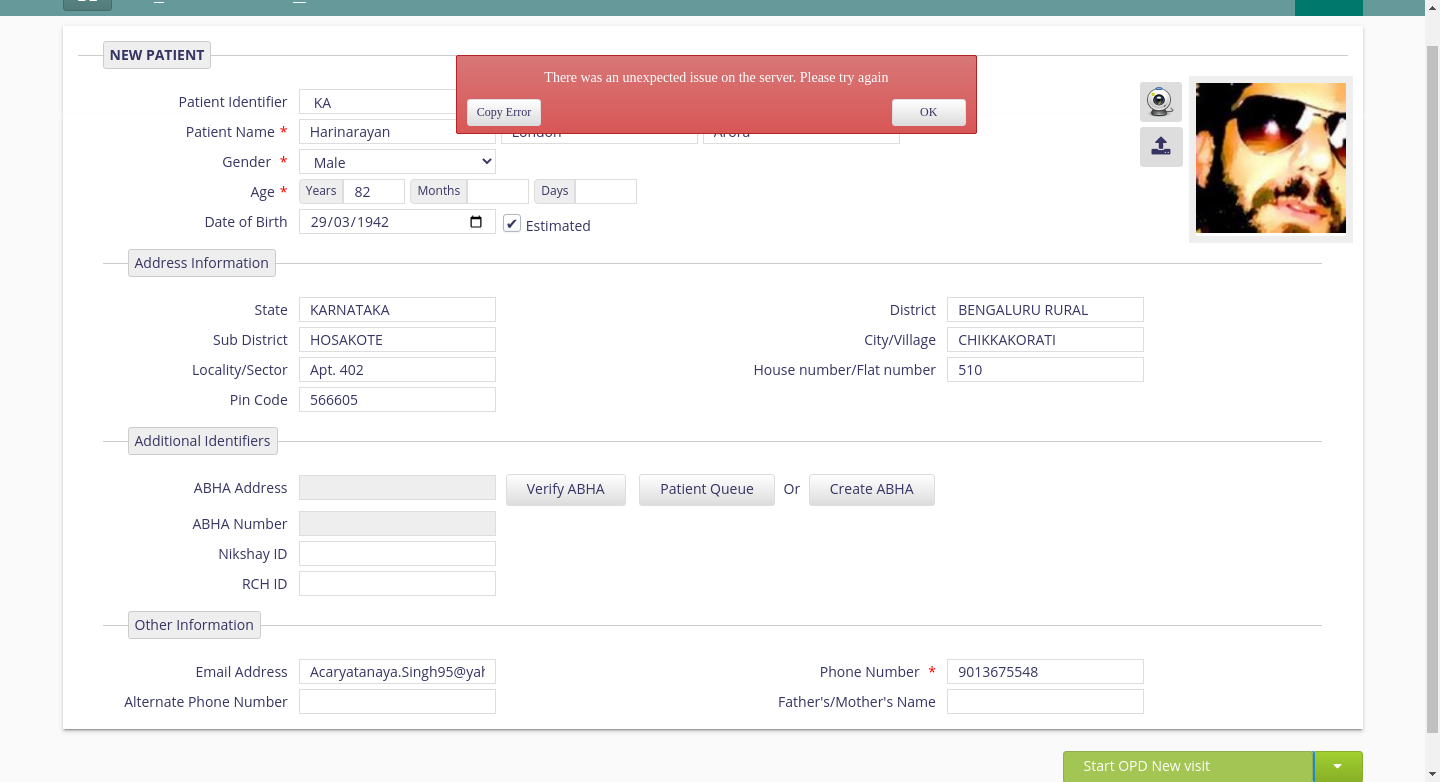 NEW PATIENT
There was an unexpected issue on the server. Please try again
Copy Error OK
Patient Identifier KA
Patient Name * Harinarayan London Arora
Gender * Male
Age * Years 82 Months Days
Date of Birth 29/03/1942 Estimated
Address Information
State KARNATAKA District BENGALURU RURAL
Sub District HOSAKOTE City/Village CHIKKAKORATI
Locality/Sector Apt. 402 House number/Flat number 510
Pin Code 566605
Additional Identifiers
ABHA Address Verify ABHA Patient Queue Or Create ABHA
ABHA Number
Nikshay ID
RCH ID
Other Information
Email Address Acaryatanaya.Singh95@yah Phone Number * 9013675548
Alternate Phone Number Father's/Mother's Name
Start OPD New visit